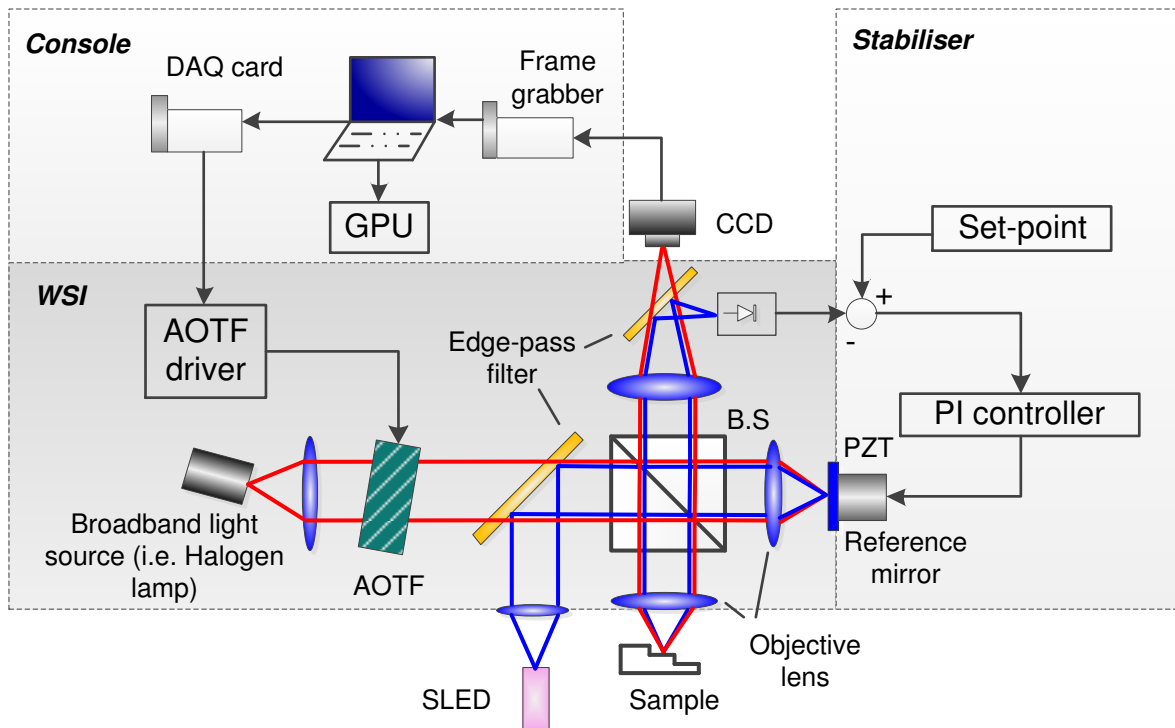 Console
Stabiliser
DAQ card
Frame
grabber
GPU
CCD
Set-point
WSI
+
-
AOTF
driver
Edge-pass
filter
B.S
PI controller
PZT
Broadband light
source (i.e. Halogen
lamp)
AOTF
Reference
mirror
Objective
lens
SLED
Sample